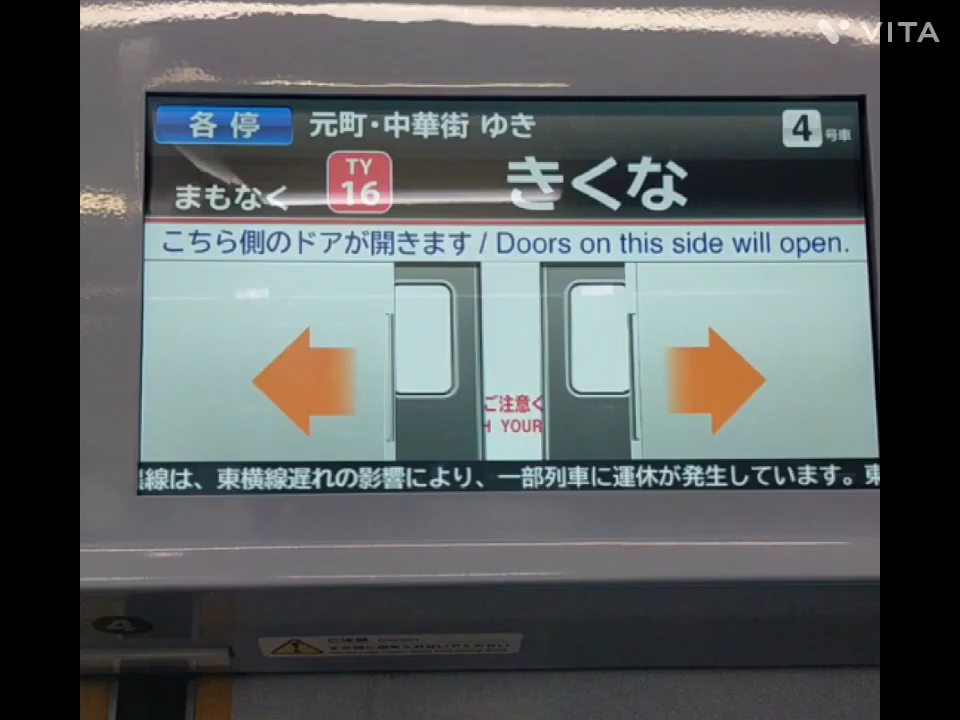 VITA
各停 元町・中華街 ゆき 4号車
まもなく TY 16 きくな
こちら側のドアが開きます / Doors on this side will open.
ご注意く
H YOUR
線は、東横線遅れの影響により、一部列車に運休が発生しています。東
4